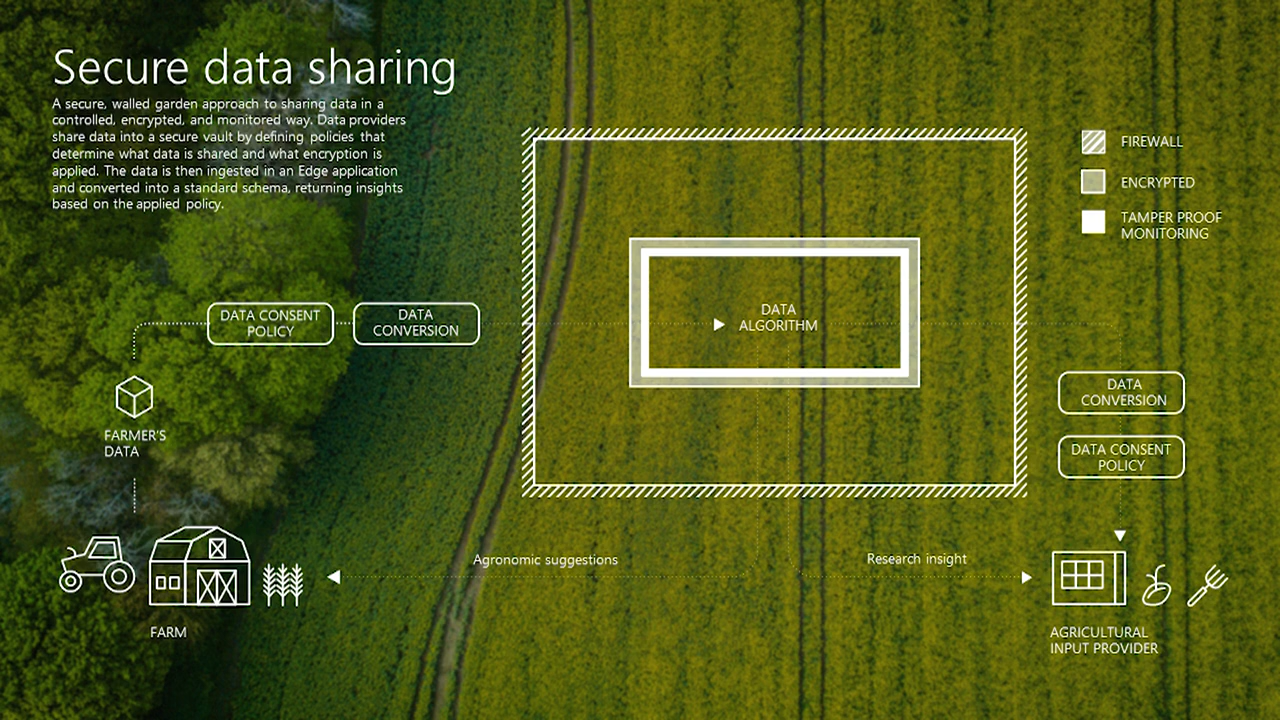 Secure data sharing
A secure, walled garden approach to sharing data in a
controlled, encrypted, and monitored way. Data providers
share data into a secure vault by defining policies that
determine what data is shared and what encryption is
applied. The data is then ingested in an Edge application
and converted into a standard schema, returning insights
based on the applied policy.
FIREWALL
ENCRYPTED
TAMPER PROOF
MONITORING
DATA CONSENT
POLICY
DATA
CONVERSION
DATA
ALGORITHM
DATA
CONVERSION
DATA CONSENT
POLICY
FARMER'S
DATA
Agronomic suggestions
Research insight
FARM
AGRICULTURAL
INPUT PROVIDER